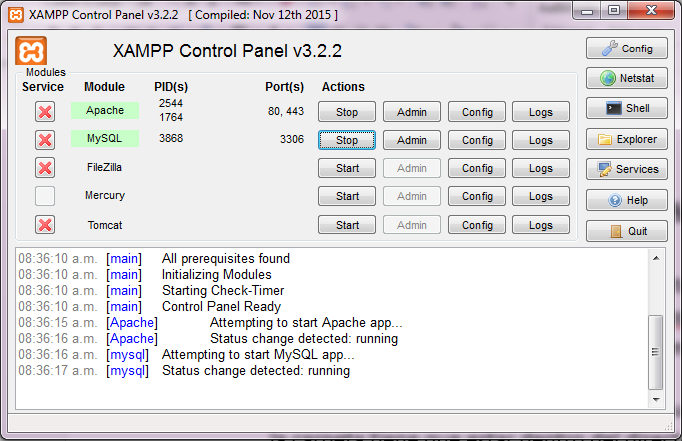 XAMPP Control Panel v3.2.2 [ Compiled: Nov 12th 2015 ]
XAMPP Control Panel v3.2.2
Config
Modules
Service Module PID(s) Port(s) Actions
Netstat
Apache 2544 1764 80, 443 Stop Admin Config Logs
Shell
MySQL 3868 3306 Stop Admin Config Logs
Explorer
FileZilla Start Admin Config Logs
Services
Mercury Start Admin Config Logs
Help
Tomcat Start Admin Config Logs
Quit
08:36:10 a.m. [main] All prerequisites found
08:36:10 a.m. [main] Initializing Modules
08:36:10 a.m. [main] Starting Check-Timer
08:36:10 a.m. [main] Control Panel Ready
08:36:15 a.m. [Apache] Attempting to start Apache app...
08:36:16 a.m. [Apache] Status change detected: running
08:36:16 a.m. [mysql] Attempting to start MySQL app...
08:36:17 a.m. [mysql] Status change detected: running